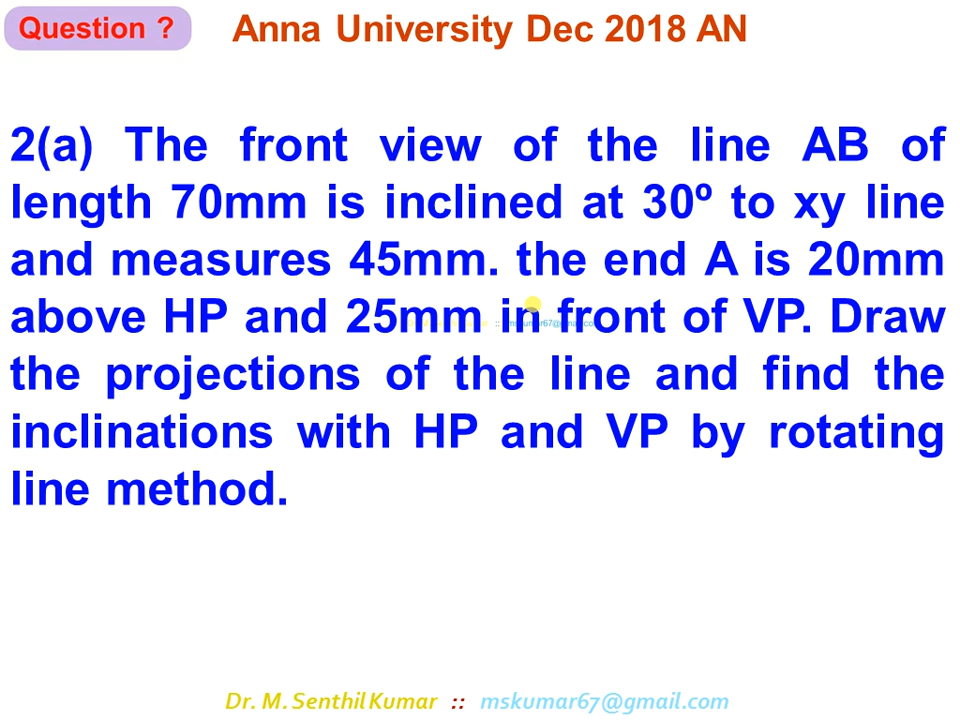 Question ?
Anna University Dec 2018 AN
2(a) The front view of the line AB of
length 70mm is inclined at 30º to xy line
and measures 45mm. the end A is 20mm
above HP and 25mm in front of VP. Draw
the projections of the line and find the
inclinations with HP and VP by rotating
line method.
Dr. M. Senthil Kumar :: mskumar67@gmail.com